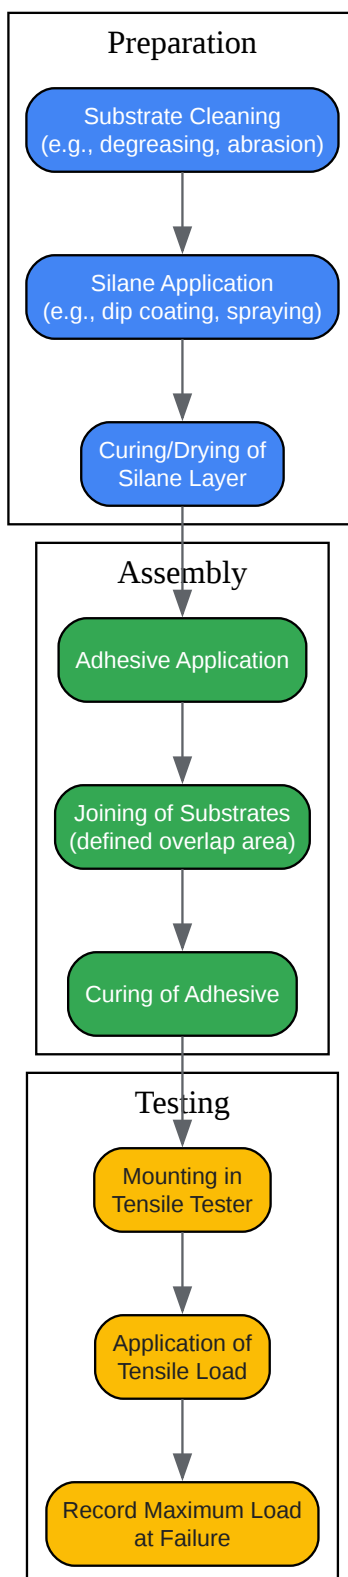 Preparation
Substrate Cleaning
(e.g., degreasing, abrasion)
Silane Application
(e.g., dip coating, spraying)
Curing/Drying of
Silane Layer
Assembly
Adhesive Application
Joining of Substrates
(defined overlap area)
Curing of Adhesive
Testing
Mounting in
Tensile Tester
Application of
Tensile Load
Record Maximum Load
at Failure